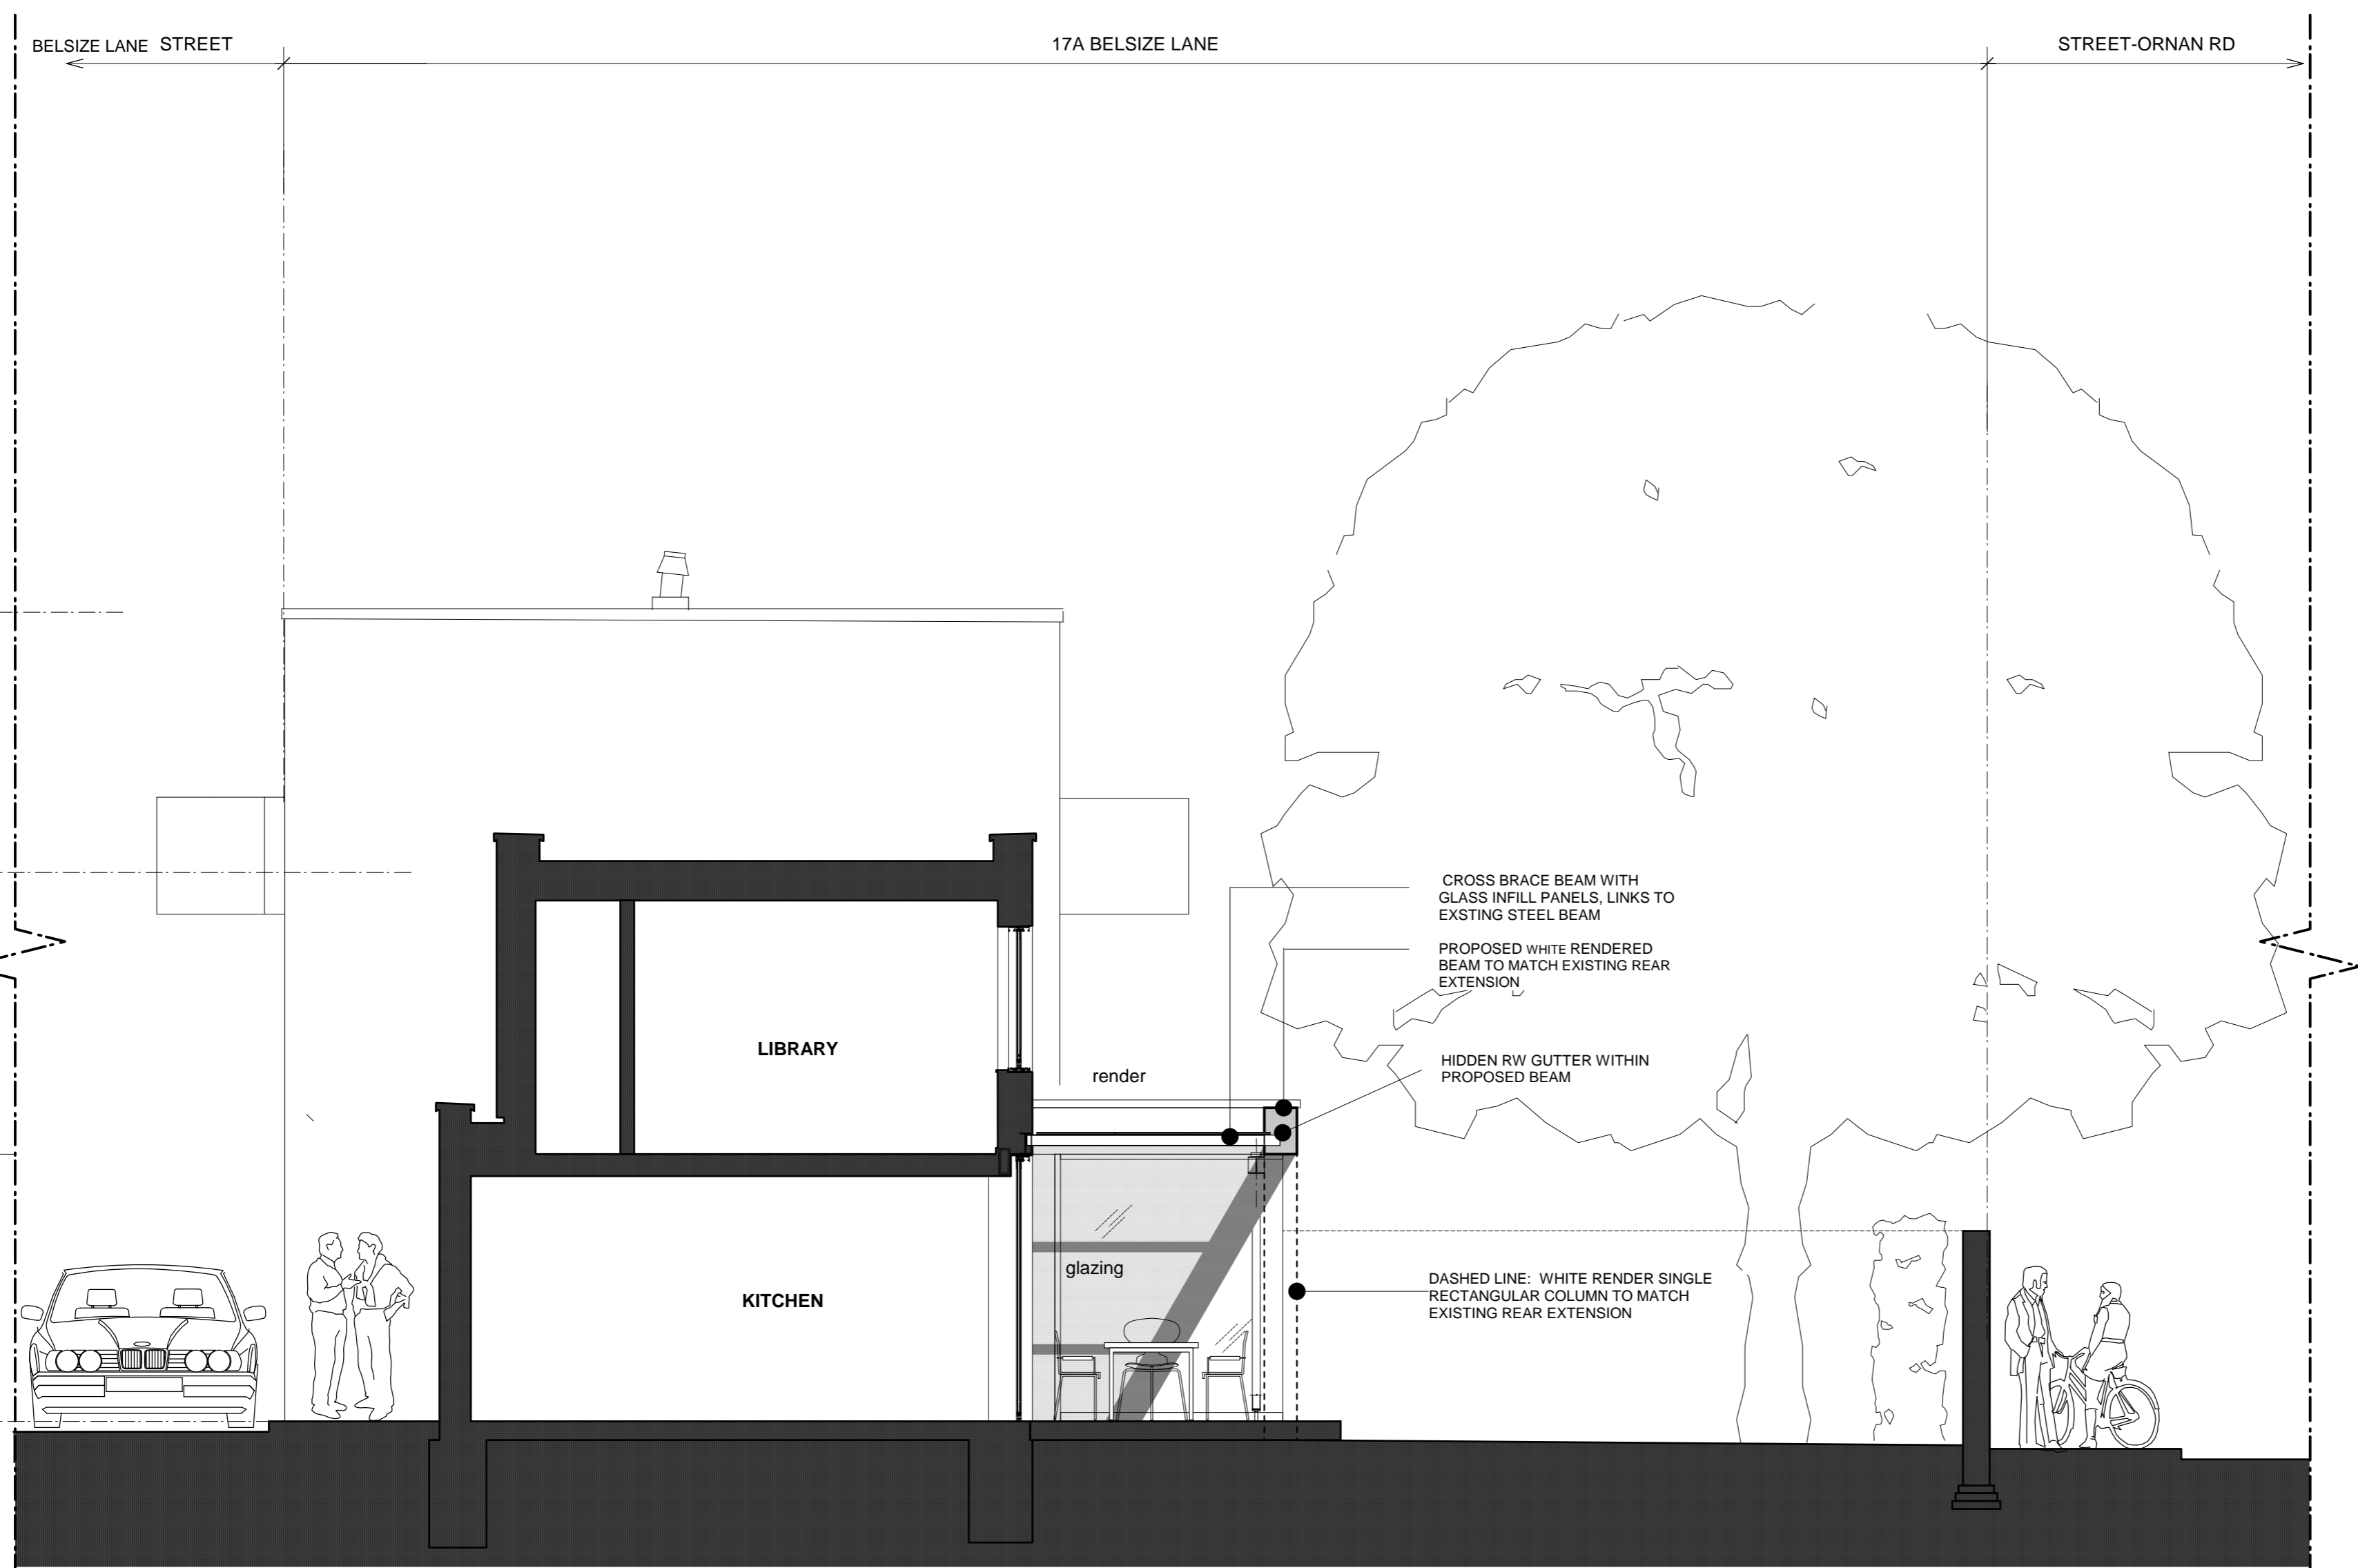 BELSIZE LANE STREET
17A BELSIZE LANE
STREET-ORNAN RD
CROSS BRACE BEAM WITH
GLASS INFILL PANELS, LINKS TO
EXSTING STEEL BEAM
PROPOSED WHITE RENDERED
BEAM TO MATCH EXISTING REAR
EXTENSION
LIBRARY
render
HIDDEN RW GUTTER WITHIN
PROPOSED BEAM
glazing
KITCHEN
DASHED LINE: WHITE RENDER SINGLE
RECTANGULAR COLUMN TO MATCH
EXISTING REAR EXTENSION